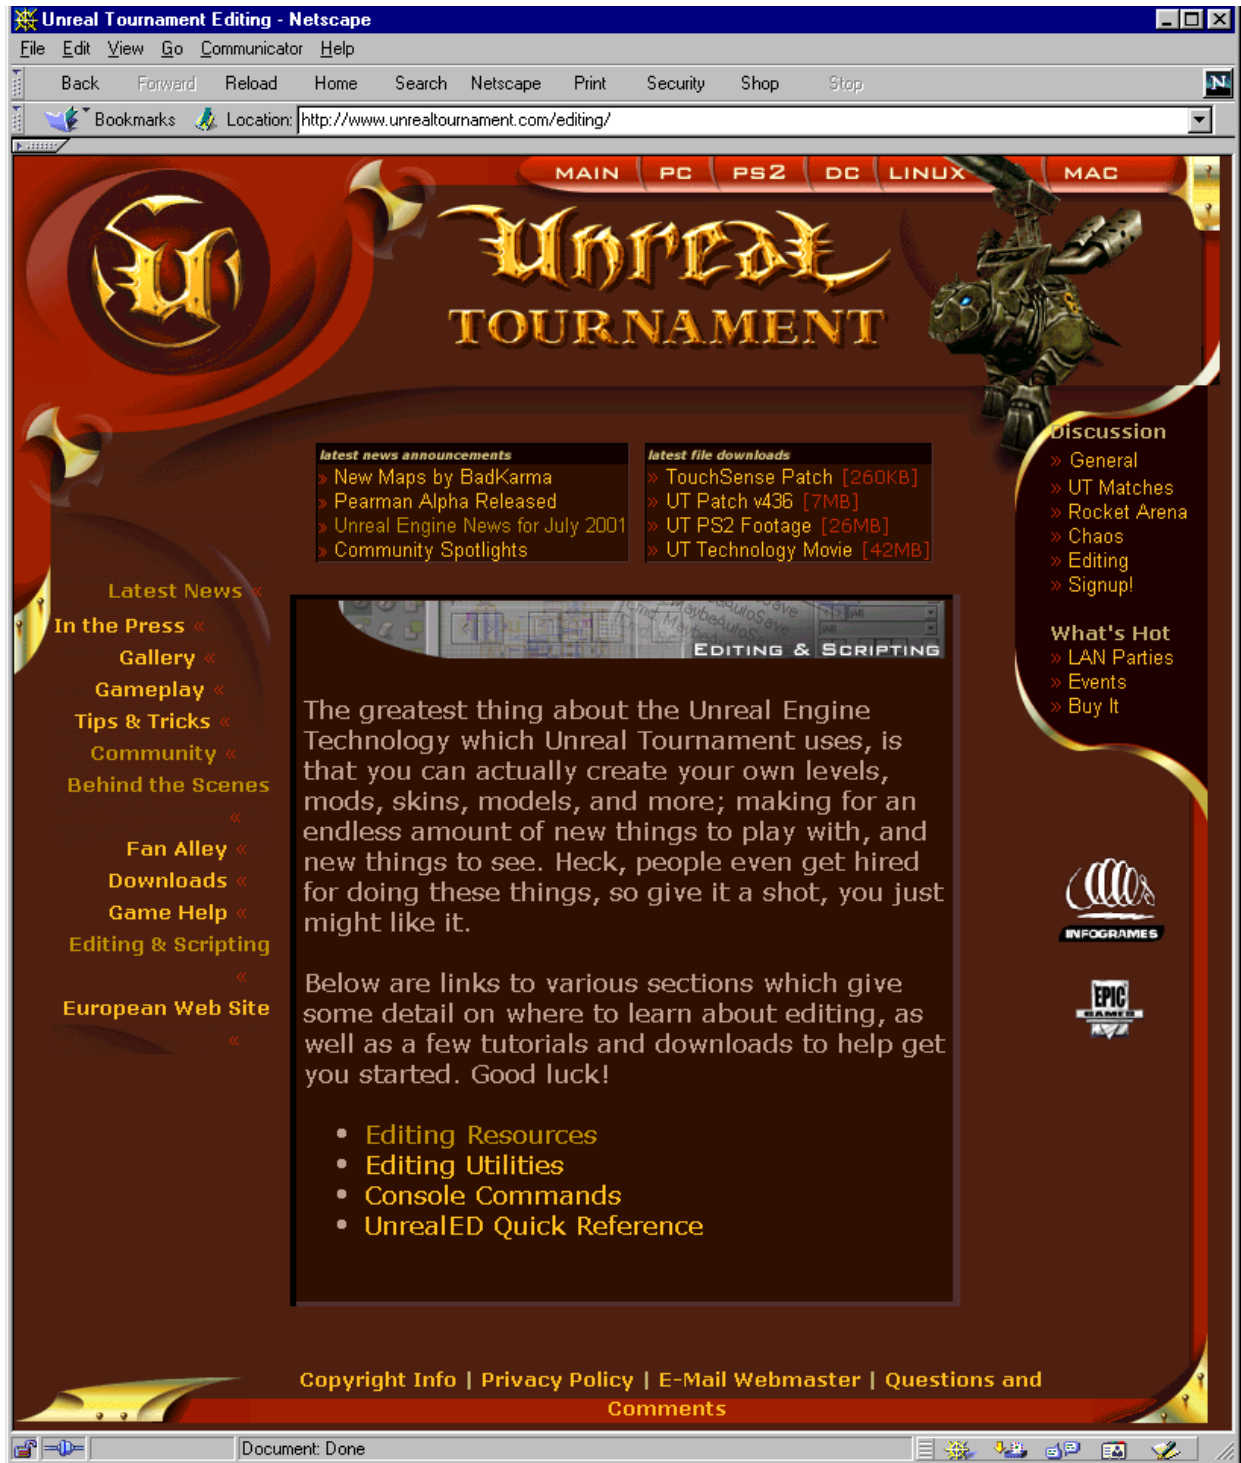 Unreal Tournament Editing - Netscape
File Edit View Go Communicator Help
Back Forward Reload Home Search Netscape Print Security Shop Stop
N
Bookmarks Location: http://www.unrealtournament.com/editing/
MAIN PC PS2 DC LINUX MAC
U
Unreal
TOURNAMENT
latest news announcements
» New Maps by BadKarma
» Pearman Alpha Released
» Unreal Engine News for July 2001
» Community Spotlights
latest file downloads
» TouchSense Patch [260KB]
» UT Patch v436 [7MB]
» UT PS2 Footage [26MB]
» UT Technology Movie [42MB]
Discussion
» General
» UT Matches
» Rocket Arena
» Chaos
» Editing
» Signup!
What's Hot
» LAN Parties
» Events
» Buy It
Latest News «
In the Press «
Gallery «
Gameplay «
Tips & Tricks «
Community «
Behind the Scenes
«
Fan Alley «
Downloads «
Game Help «
Editing & Scripting
«
European Web Site
«
Cmd MaybeAutoSave
EDITING & SCRIPTING
The greatest thing about the Unreal Engine
Technology which Unreal Tournament uses, is
that you can actually create your own levels,
mods, skins, models, and more; making for an
endless amount of new things to play with, and
new things to see. Heck, people even get hired
for doing these things, so give it a shot, you just
might like it.
Below are links to various sections which give
some detail on where to learn about editing, as
well as a few tutorials and downloads to help get
you started. Good luck!
• Editing Resources
• Editing Utilities
• Console Commands
• UnrealED Quick Reference
INFOGRAMES
EPIC
GAMES
Copyright Info | Privacy Policy | E-Mail Webmaster | Questions and
Comments
Document: Done